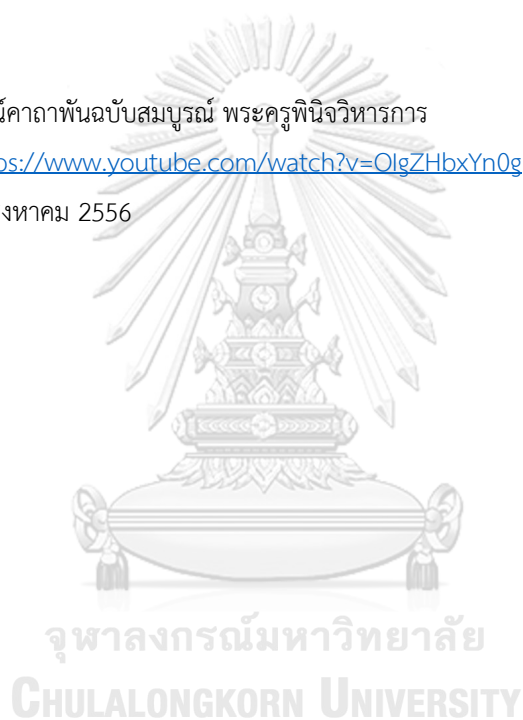 น์คาถาพันฉบับสมบูรณ์ พระครูพินิจวิหารการ
ps://www.youtube.com/watch?v=OIgZHbxYn0g
งหาคม 2556
จุฬาลงกรณ์มหาวิทยาลัย
CHULALONGKORN UNIVERSITY